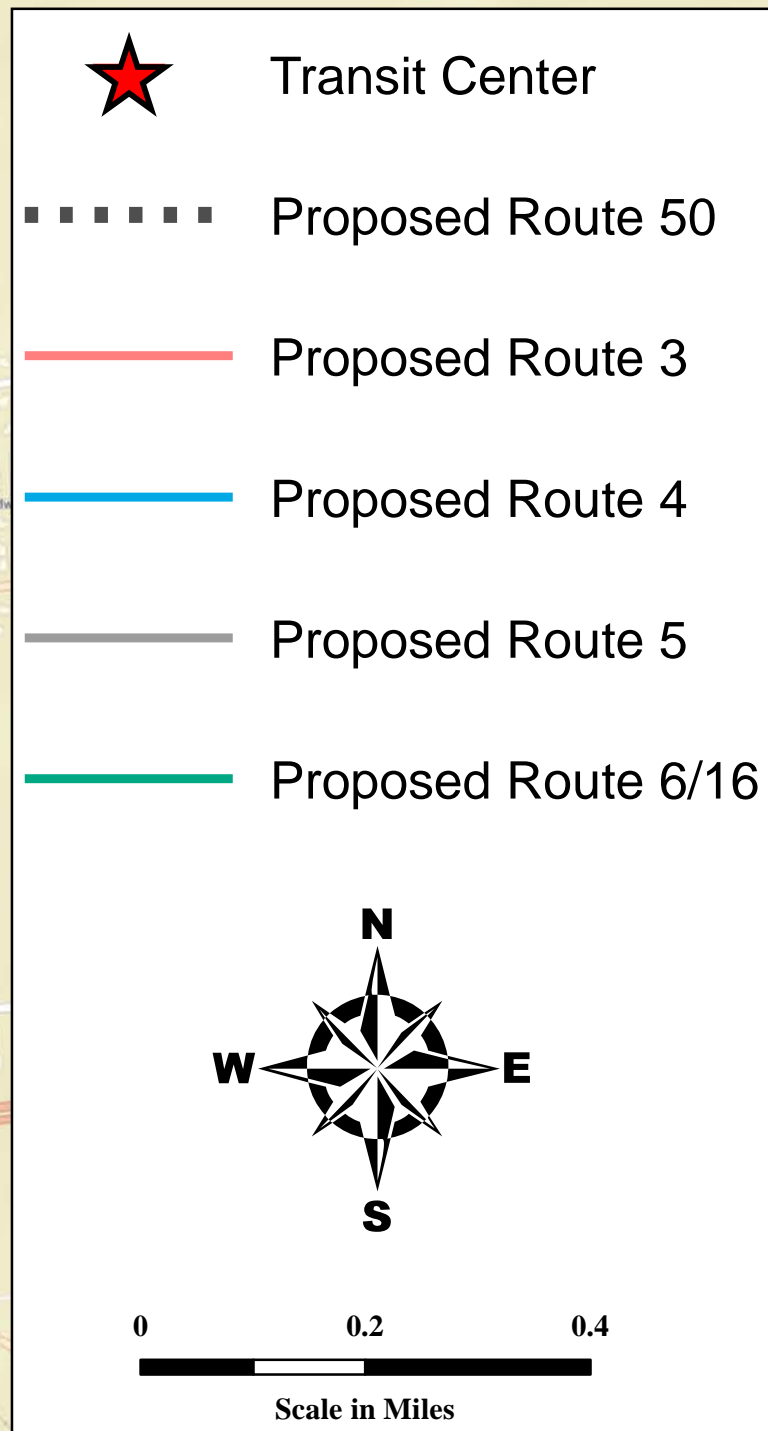 Transit Center
Proposed Route 50
Proposed Route 3
Proposed Route 4
Proposed Route 5
Proposed Route 6/16
N
W E
S
0 0.2 0.4
Scale in Miles